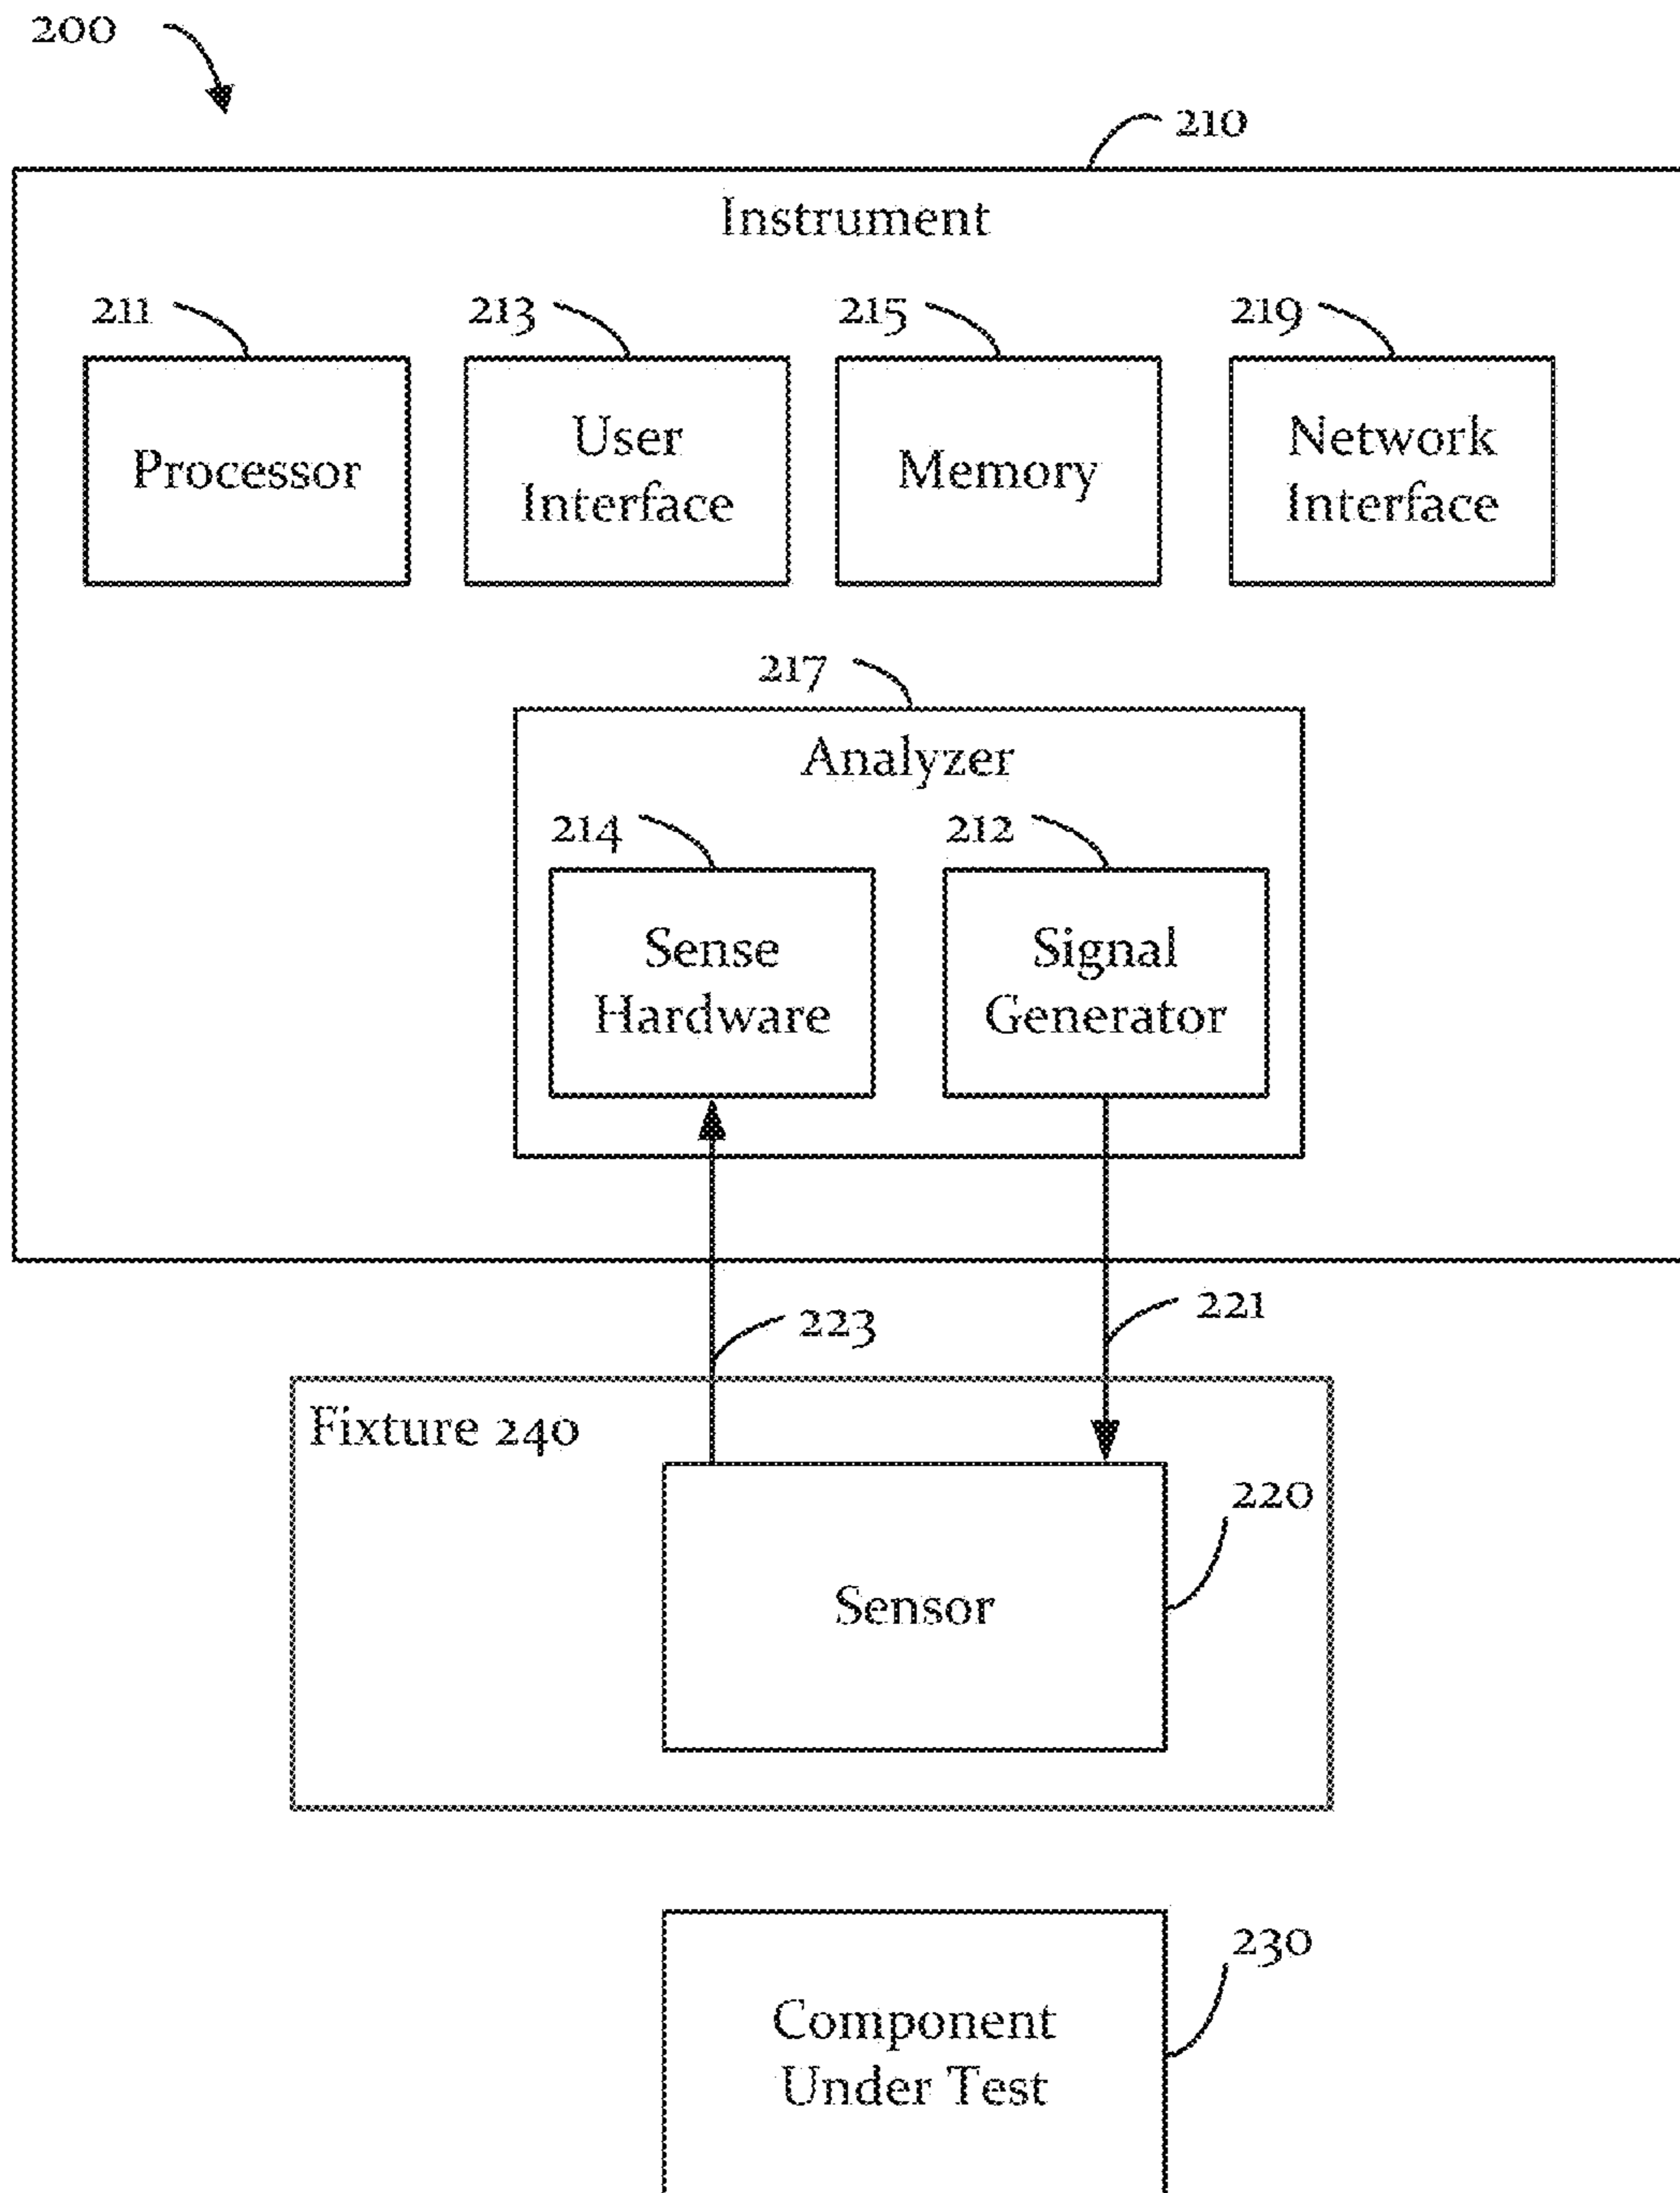 200
210
Instrument
211
213
215
219
Processor
User
Interface
Memory
Network
Interface
217
Analyzer
214
212
Sense
Hardware
Signal
Generator
223
221
Fixture 240
220
Sensor
230
Component
Under Test